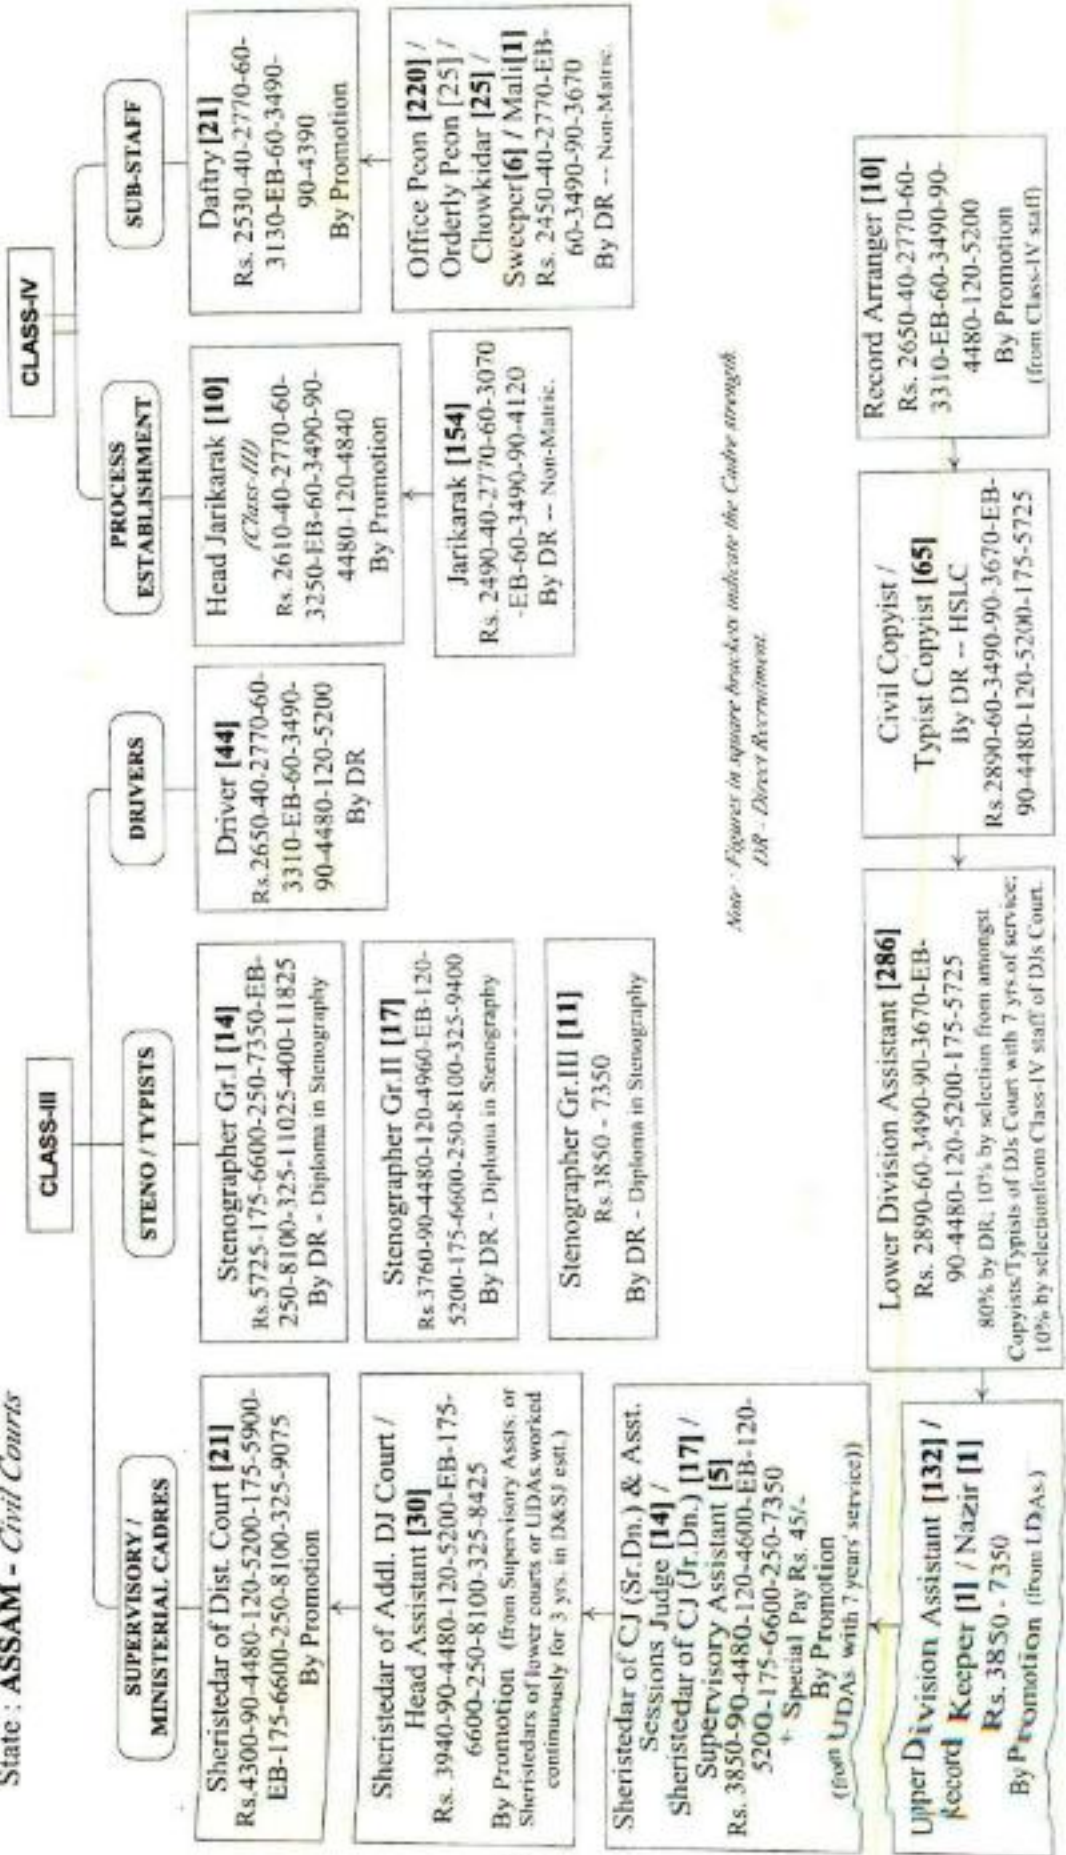 State : ASSAM - Civil Courts
CLASS-III
SUPERVISORY /
MINISTERIAL CADRES
Sheristedar of Dist. Court [21]
Rs.4300-90-4480-120-5200-175-5900-
EB-175-6600-250-8100-325-9075
By Promotion
Sheristedar of Addl. DJ Court /
Head Assistant [30]
Rs. 3940-90-4480-120-5200-EB-175-
6600-250-8100-325-8425
By Promotion (from Supervisory Assts. or
Sheristedars of lower courts or UDAs worked
continuously for 3 yrs. in D&SJ estt.)
Sheristedar of CJ (Sr.Dn.) & Asst.
Sessions Judge [14] /
Sheristedar of CJ (Jr.Dn.) [17] /
Supervisory Assistant [5]
Rs. 3850-90-4480-120-4600-EB-120-
5200-175-6600-250-7350
+ Special Pay Rs. 45/-
By Promotion
(from UDAs with 7 years' service))
Upper Division Assistant [132] /
Record Keeper [1] / Nazir [1]
Rs. 3850 - 7350
By Promotion (from LDAs.)
STENO / TYPISTS
Stenographer Gr.I [14]
Rs.5725-175-6600-250-7350-EB-
250-8100-325-11025-400-11825
By DR - Diploma in Stenography
Stenographer Gr.II [17]
Rs.3760-90-4480-120-4960-EB-120-
5200-175-6600-250-8100-325-9400
By DR - Diploma in Stenography
Stenographer Gr.III [11]
Rs.3850 - 7350
By DR - Diploma in Stenography
Lower Division Assistant [286]
Rs. 2890-60-3490-90-3670-EB-
90-4480-120-5200-175-5725
80% by DR; 10% by selection from amongst
Copyists/Typists of DJs Court with 7 yrs.of service;
10% by selectionfrom Class-IV staff of DJs Court.
DRIVERS
Driver [44]
Rs.2650-40-2770-60-
3310-EB-60-3490-
90-4480-120-5200
By DR
CLASS-IV
PROCESS
ESTABLISHMENT
Head Jarikarak [10]
(Class-III)
Rs. 2610-40-2770-60-
3250-EB-60-3490-90-
4480-120-4840
By Promotion
Jarikarak [154]
Rs. 2490-40-2770-60-3070
-EB-60-3490-90-4120
By DR -- Non-Matric.
SUB-STAFF
Daftry [21]
Rs. 2530-40-2770-60-
3130-EB-60-3490-
90-4390
By Promotion
Office Peon [220] /
Orderly Peon [25] /
Chowkidar [25] /
Sweeper[6] / Mali[1]
Rs. 2450-40-2770-EB-
60-3490-90-3670
By DR -- Non-Matric.
Note : Figures in square brackets indicate the Cadre strength.
DR - Direct Recruitment.
Civil Copyist /
Typist Copyist [65]
By DR -- HSLC
Rs.2890-60-3490-90-3670-EB-
90-4480-120-5200-175-5725
Record Arranger [10]
Rs. 2650-40-2770-60-
3310-EB-60-3490-90-
4480-120-5200
By Promotion
(from Class-IV staff)